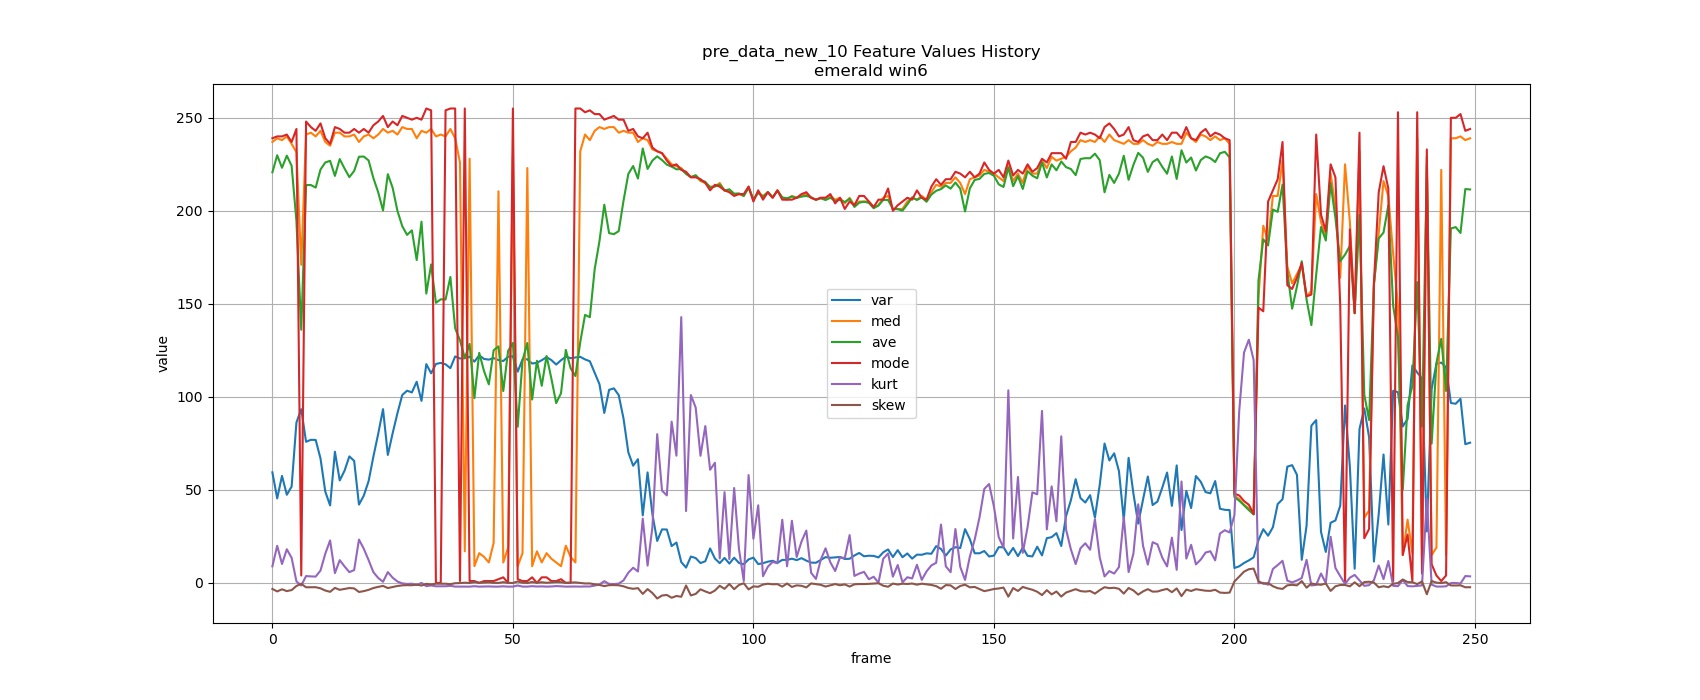 pre_data_new_10 Feature Values History
emerald win6
value
250
200
150
100
50
0
var
med
ave
mode
kurt
skew
0 50 100 150 200 250
frame